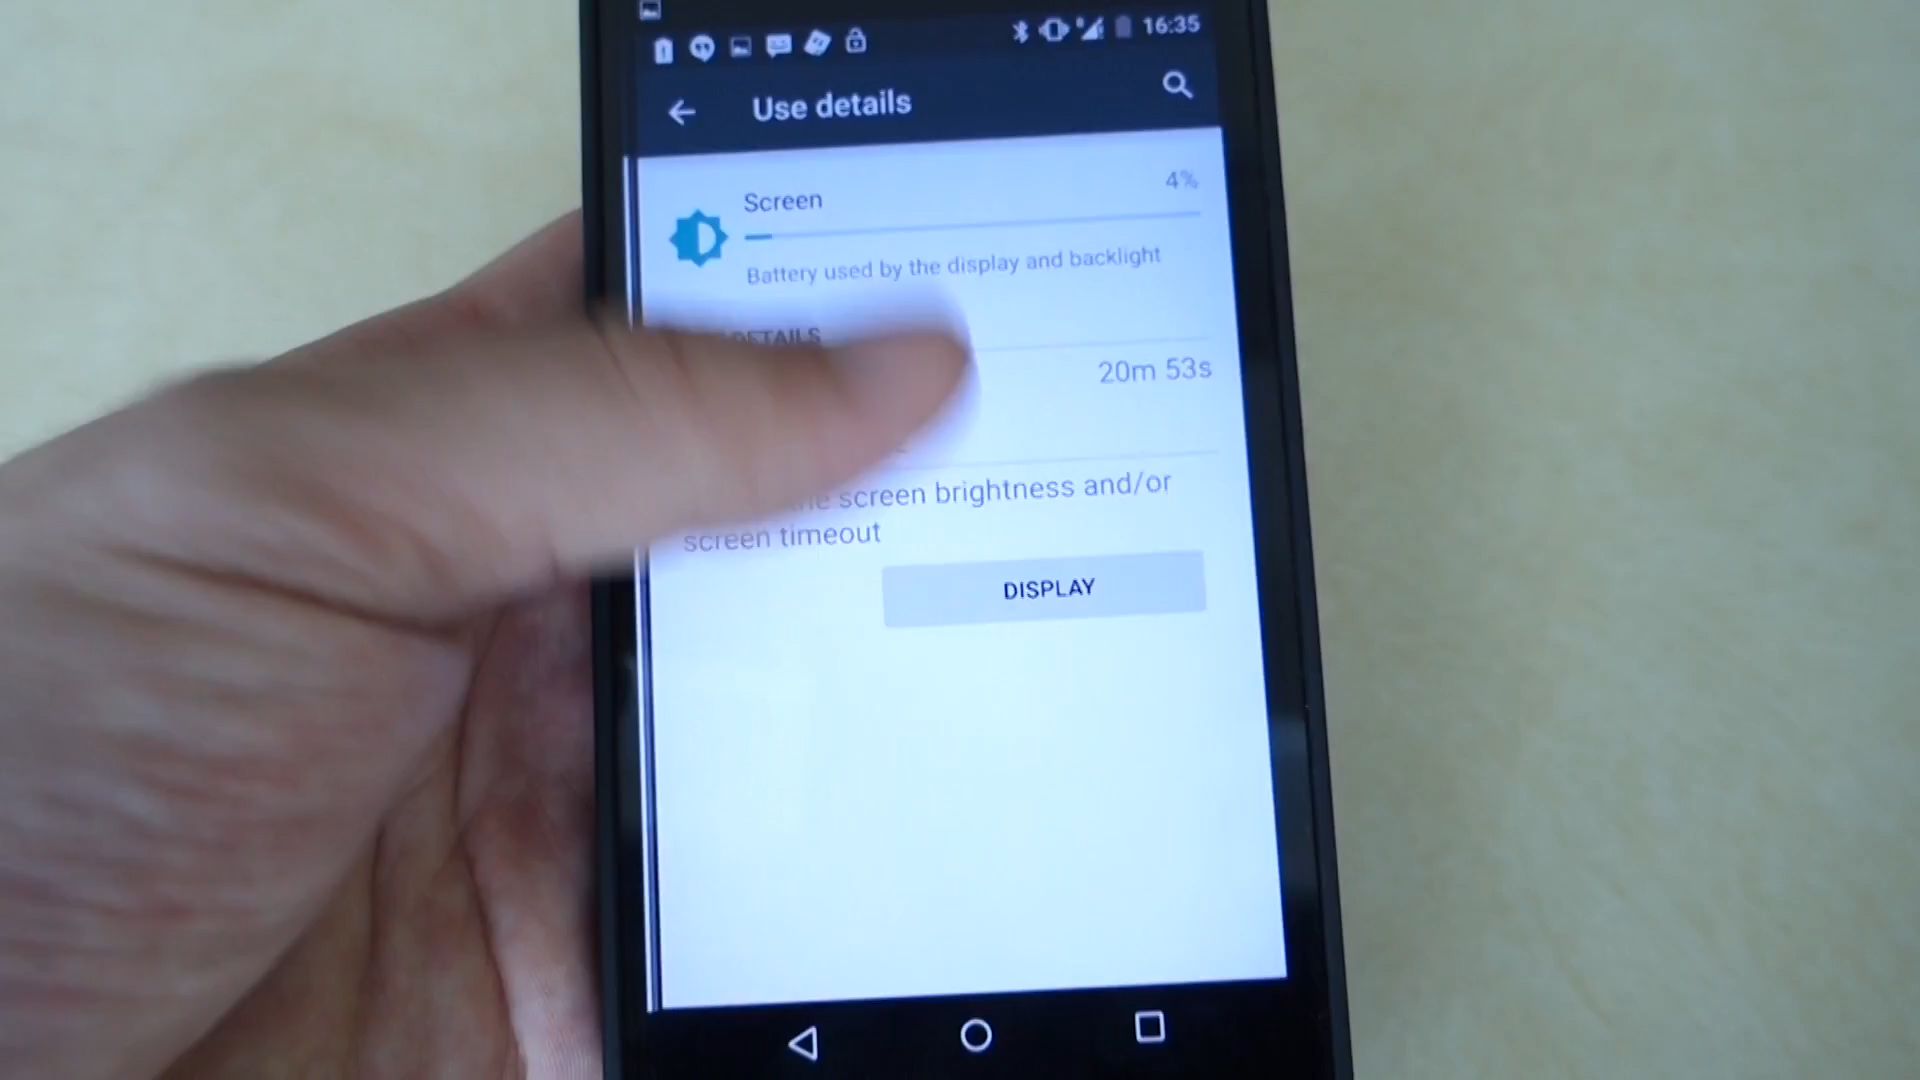 16:35
Use details
Screen
4%
Battery used by the display and backlight
DETAILS
20m 53s
screen brightness and/or
screen timeout
DISPLAY